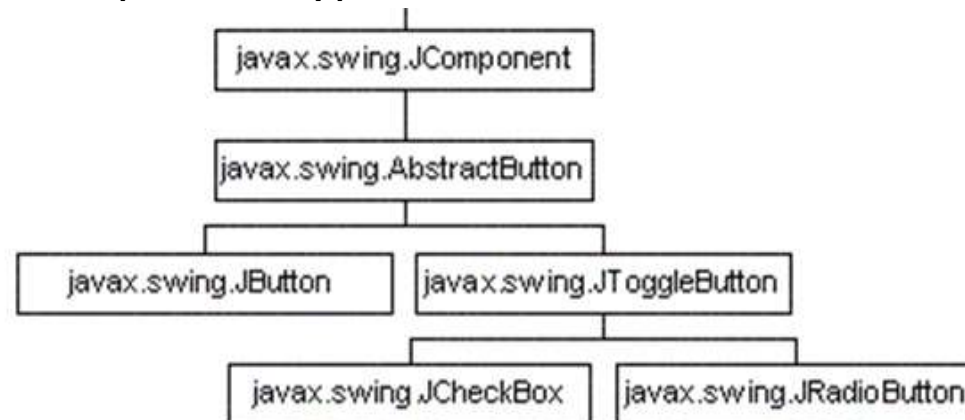 javax.swing.JComponent
javax.swing.AbstractButton
javax.swing.JButton
javax.swing.JToggleButton
javax.swing.JCheckBox
javax.swing.JRadioButton